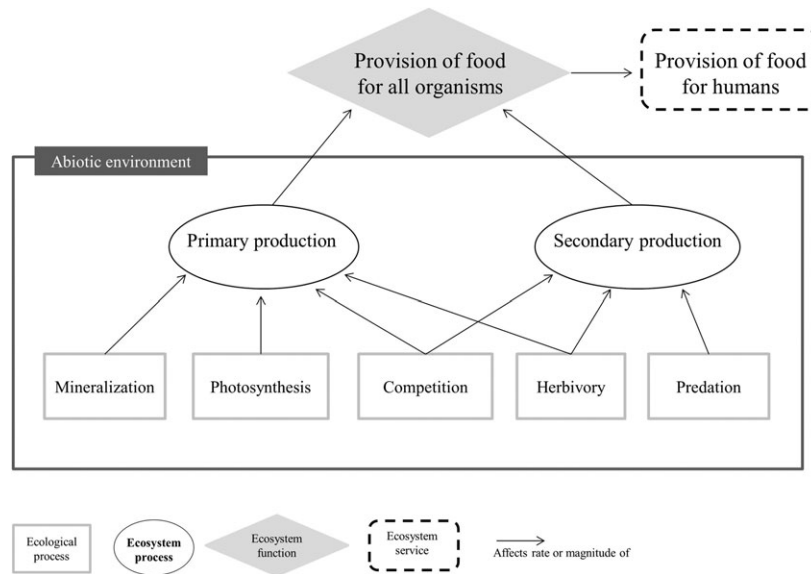 Provision of food
for all organisms
Provision of food
for humans
Abiotic environment
Primary production
Secondary production
Mineralization
Photosynthesis
Competition
Herbivory
Predation
Ecological
process
Ecosystem
process
Ecosystem
function
Ecosystem
service
Affects rate or magnitude of